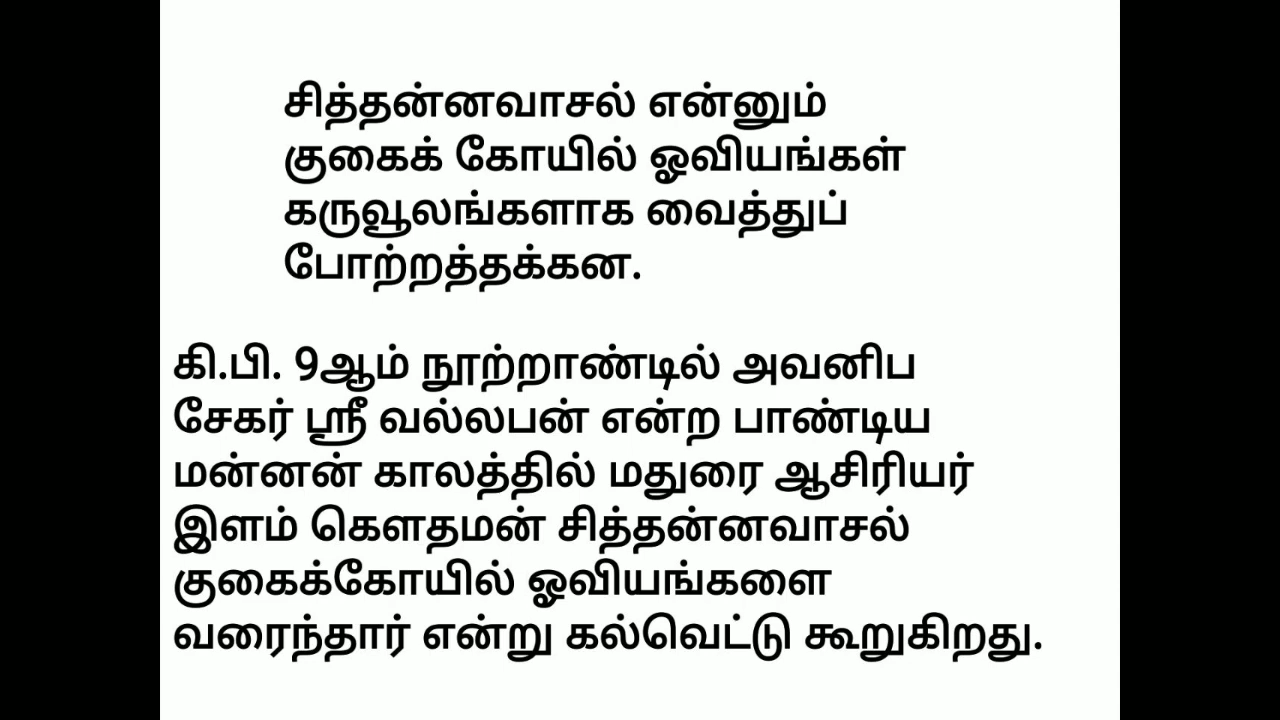 சித்தன்னவாசல் என்னும்
குகைக் கோயில் ஓவியங்கள்
கருவூலங்களாக வைத்துப்
போற்றத்தக்கன.
கி.பி. 9ஆம் நூற்றாண்டில் அவனிப
சேகர் ஸ்ரீ வல்லபன் என்ற பாண்டிய
மன்னன் காலத்தில் மதுரை ஆசிரியர்
இளம் கௌதமன் சித்தன்னவாசல்
குகைக்கோயில் ஓவியங்களை
வரைந்தார் என்று கல்வெட்டு கூறுகிறது.